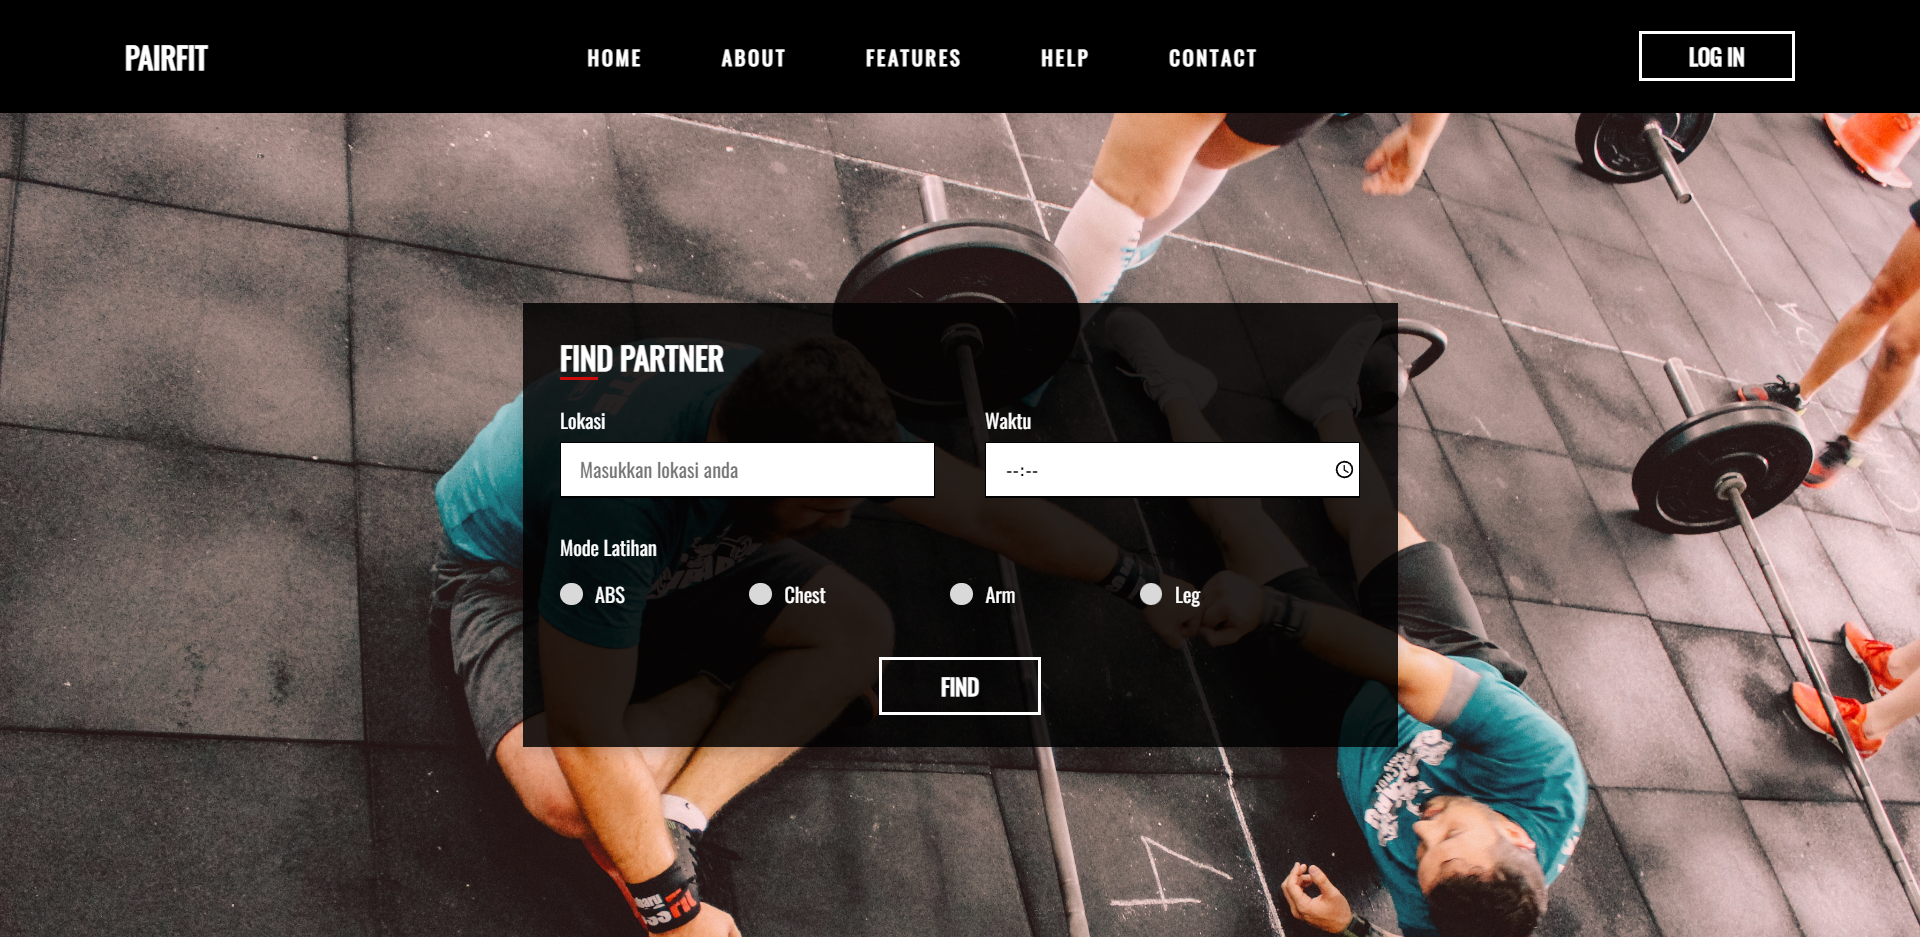 PAIRFIT
HOME ABOUT FEATURES HELP CONTACT
LOG IN
FIND PARTNER
Lokasi Waktu
Masukkan lokasi anda --:--
Mode Latihan
ABS Chest Arm Leg
FIND